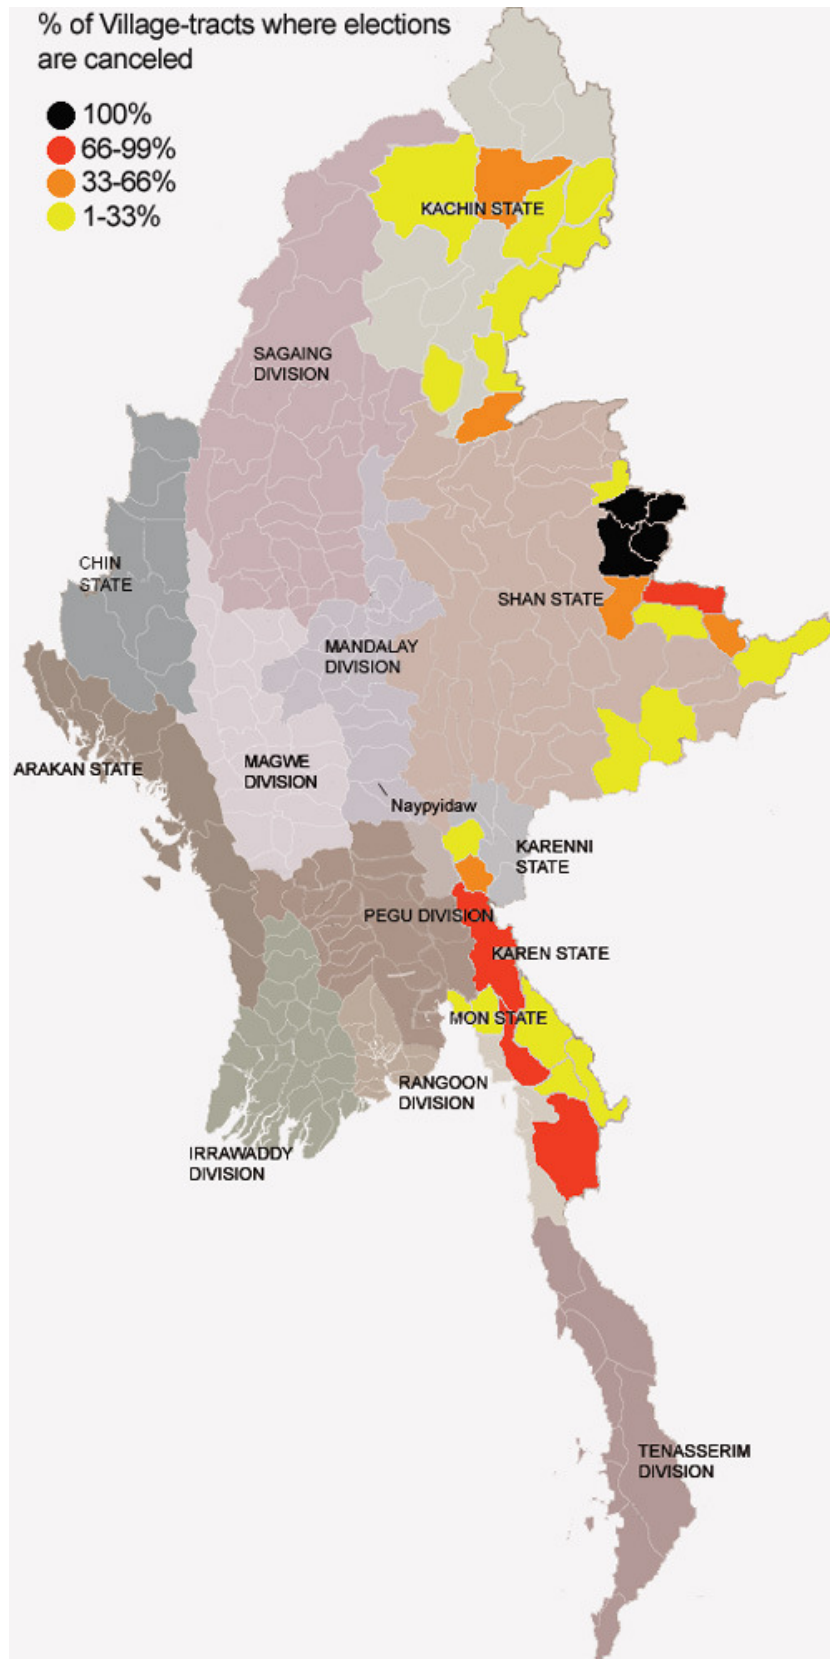 % of Village-tracts where elections
are canceled
100%
66-99%
33-66%
1-33%
KACHIN STATE
SAGAING
DIVISION
CHIN
STATE
SHAN STATE
MANDALAY
DIVISION
ARAKAN STATE
MAGWE
DIVISION
Naypyidaw
KARENNI
STATE
PEGU DIVISION
KAREN STATE
MON STATE
RANGOON
DIVISION
IRRAWADDY
DIVISION
TENASSERIM
DIVISION